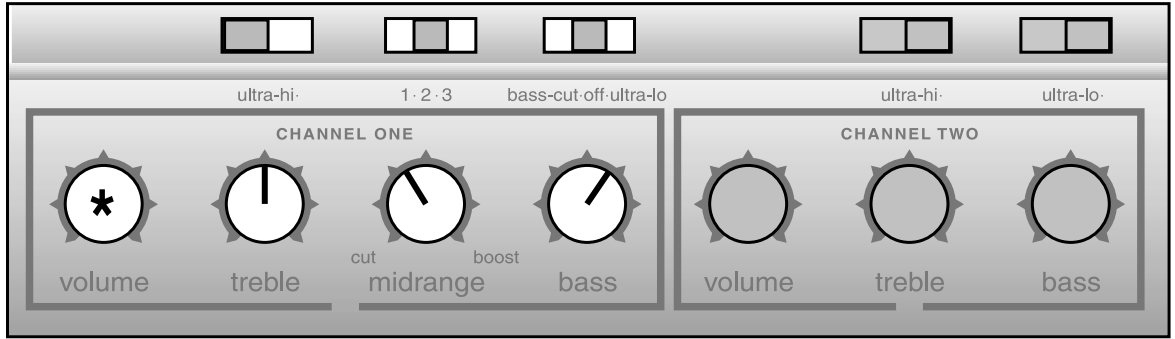 ultra-hi·
1·2·3
bass-cut·off·ultra-lo
ultra-hi·
ultra-lo·
CHANNEL ONE
CHANNEL TWO
*
cut
boost
volume
treble
midrange
bass
volume
treble
bass